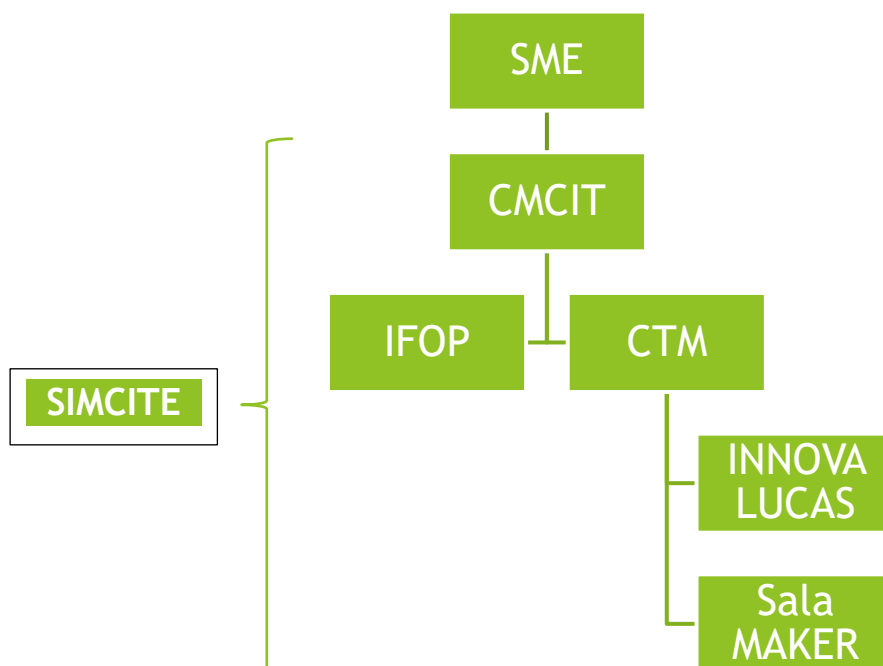 SME
CMCIT
IFOP
CTM
SIMCITE
INNOVA
LUCAS
Sala
MAKER